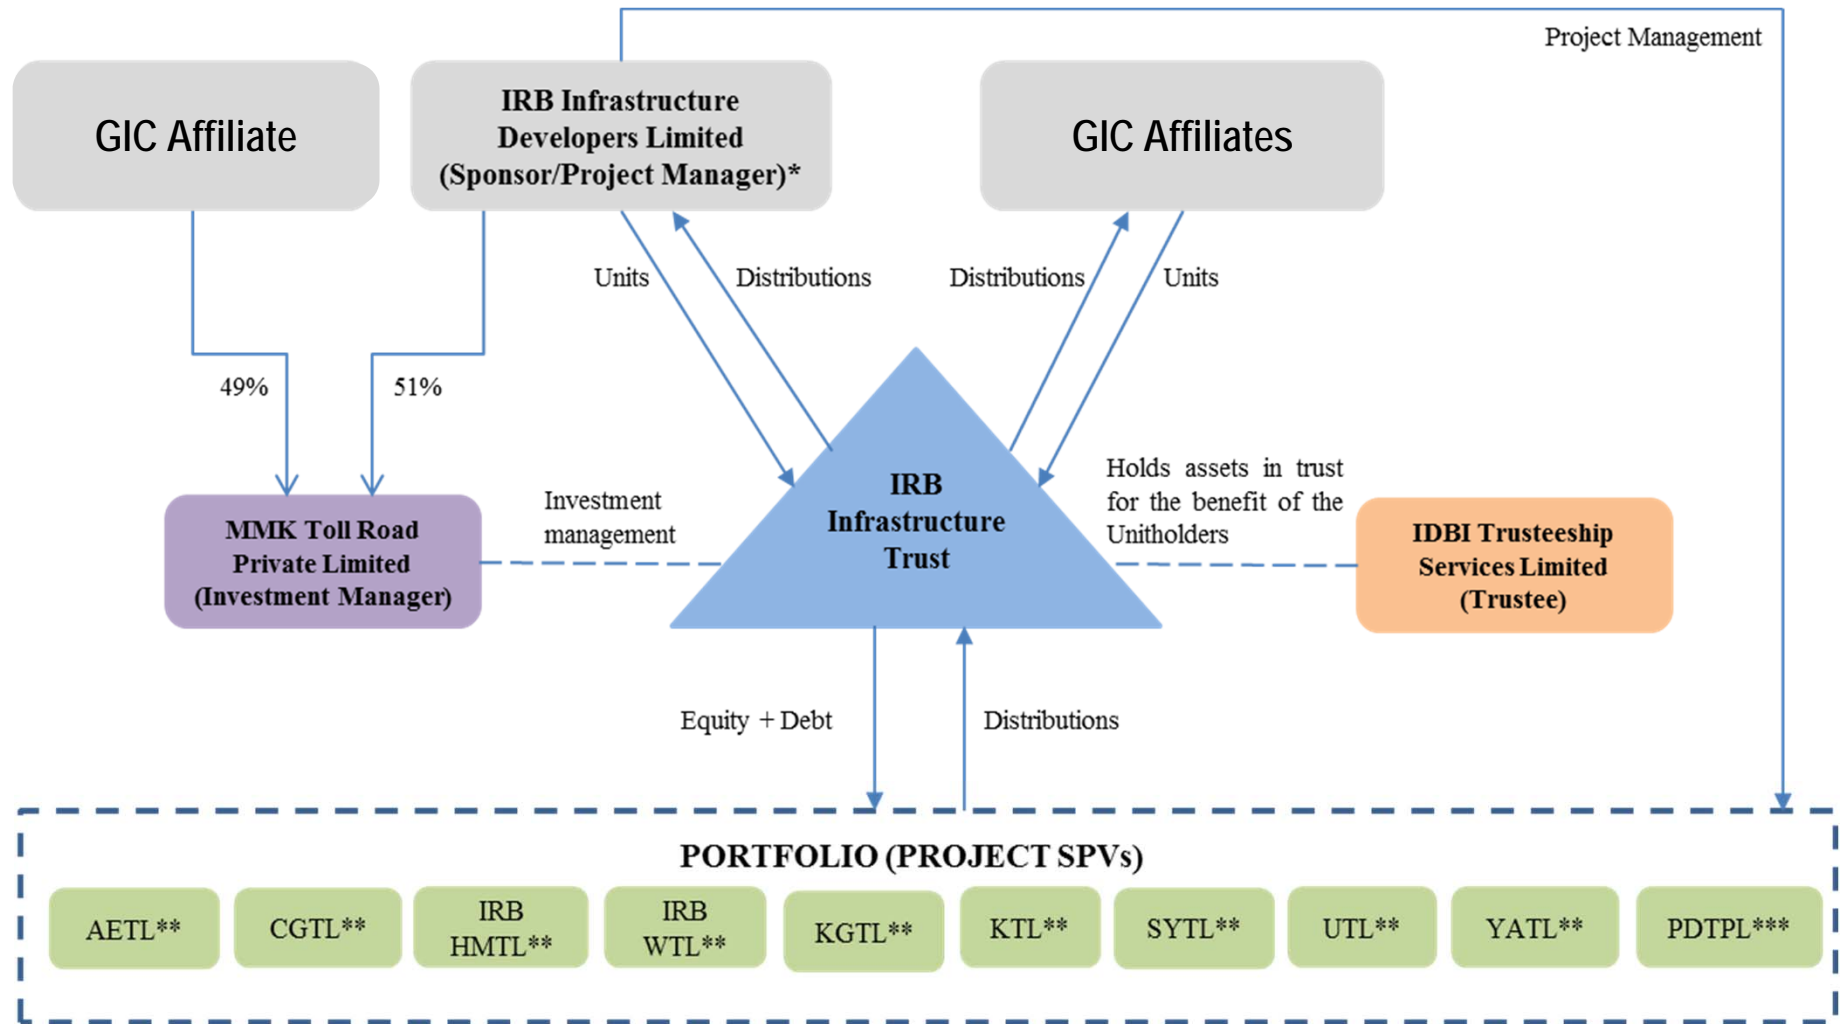 Project Management
GIC Affiliate
IRB Infrastructure
Developers Limited
(Sponsor/Project Manager)*
GIC Affiliates
Units
Distributions
Distributions
Units
49%
51%
MMK Toll Road
Private Limited
(Investment Manager)
Investment
management
IRB
Infrastructure
Trust
Holds assets in trust
for the benefit of the
Unitholders
IDBI Trusteeship
Services Limited
(Trustee)
Equity + Debt
Distributions
PORTFOLIO (PROJECT SPVs)
AETL**
CGTL**
IRB
HMTL**
IRB
WTL**
KGTL**
KTL**
SYTL**
UTL**
YATL**
PDTPL***